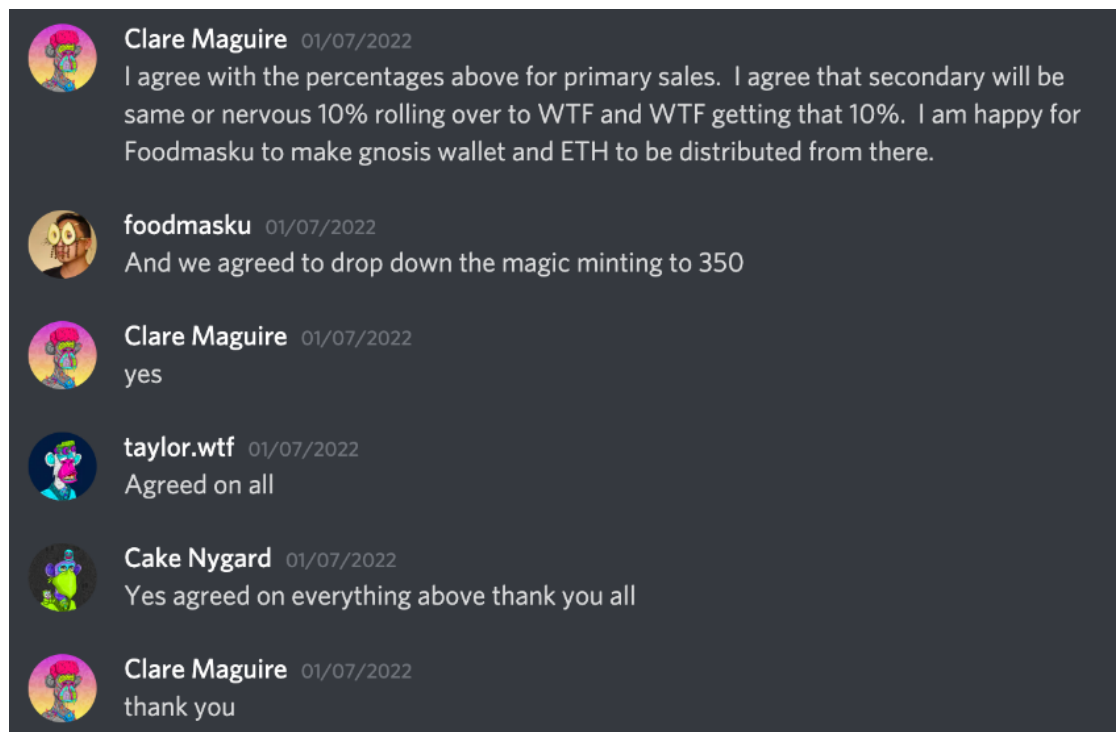 Clare Maguire 01/07/2022
I agree with the percentages above for primary sales.  I agree that secondary will be
same or nervous 10% rolling over to WTF and WTF getting that 10%.  I am happy for
Foodmasku to make gnosis wallet and ETH to be distributed from there.
foodmasku 01/07/2022
And we agreed to drop down the magic minting to 350
Clare Maguire 01/07/2022
yes
taylor.wtf 01/07/2022
Agreed on all
Cake Nygard 01/07/2022
Yes agreed on everything above thank you all
Clare Maguire 01/07/2022
thank you